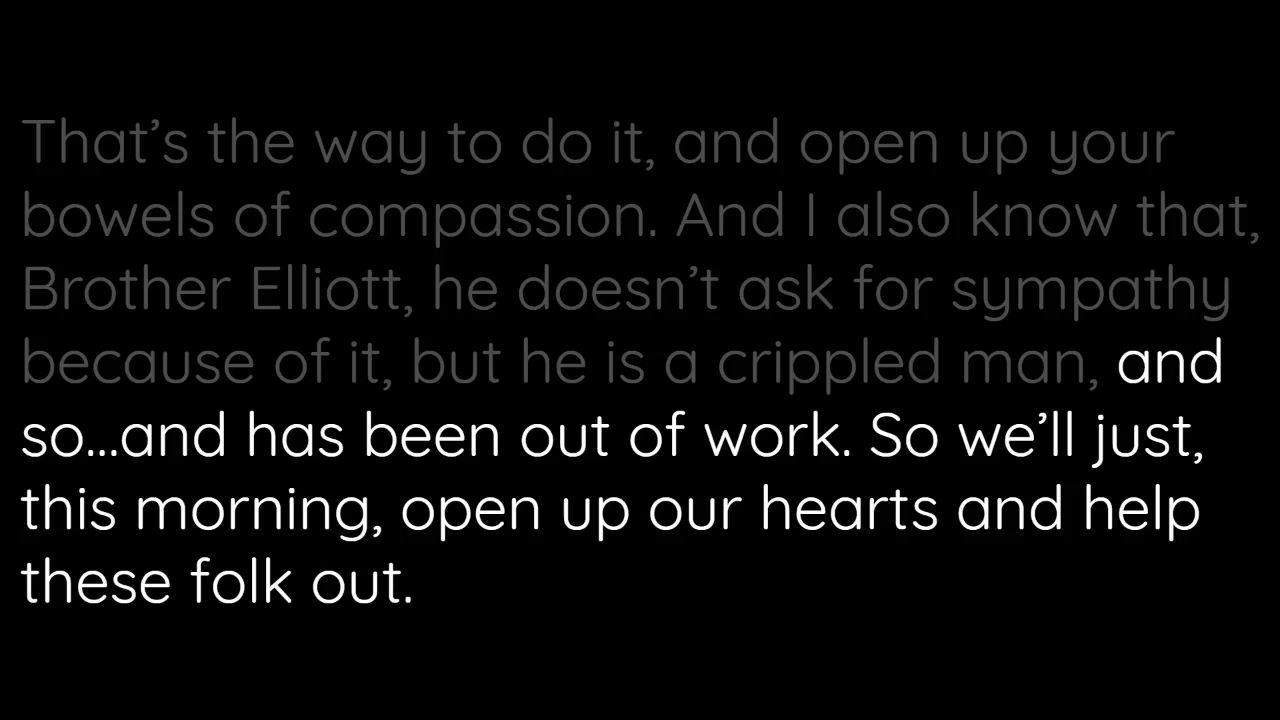 That’s the way to do it, and open up your
bowels of compassion. And I also know that,
Brother Elliott, he doesn’t ask for sympathy
because of it, but he is a crippled man, and
so...and has been out of work. So we’ll just,
this morning, open up our hearts and help
these folk out.